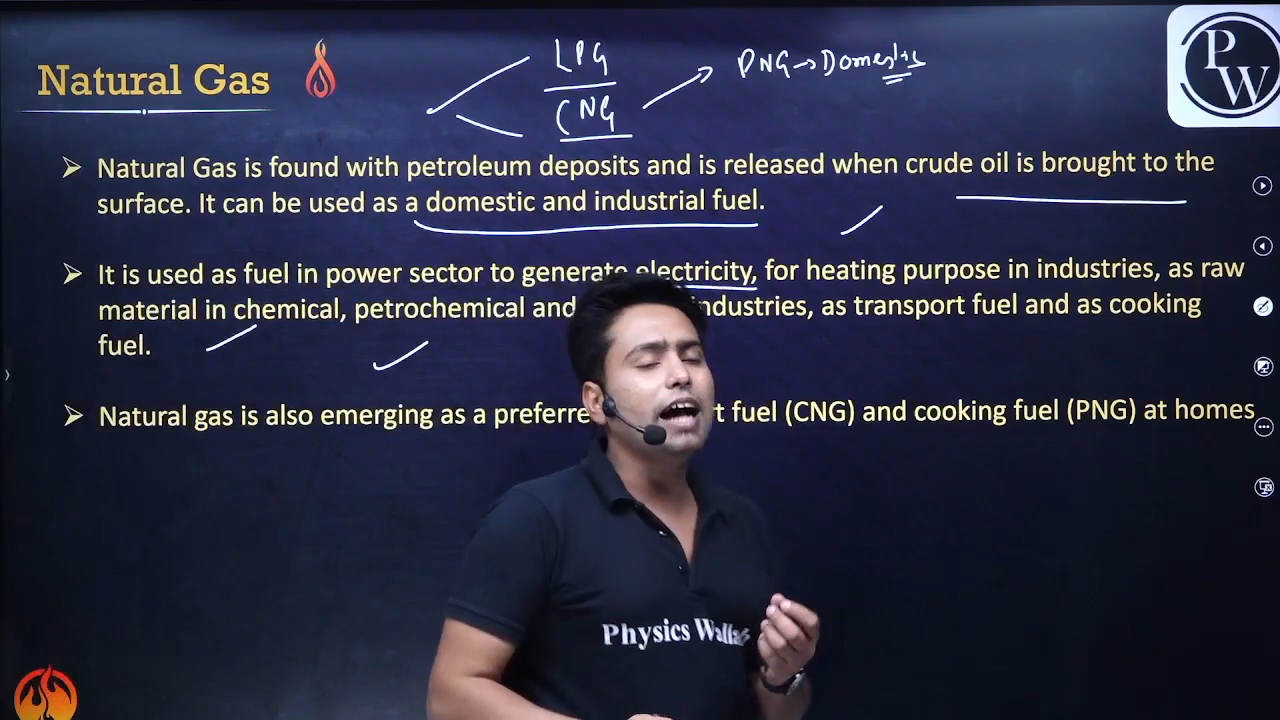 Natural Gas
LPG
CNG
PNG → Domestic
PW
➤ Natural Gas is found with petroleum deposits and is released when crude oil is brought to the
surface. It can be used as a domestic and industrial fuel.
➤ It is used as fuel in power sector to generate electricity, for heating purpose in industries, as raw
material in chemical, petrochemical and industries, as transport fuel and as cooking
fuel.
➤ Natural gas is also emerging as a fuel (CNG) and cooking fuel (PNG) at homes
Physics